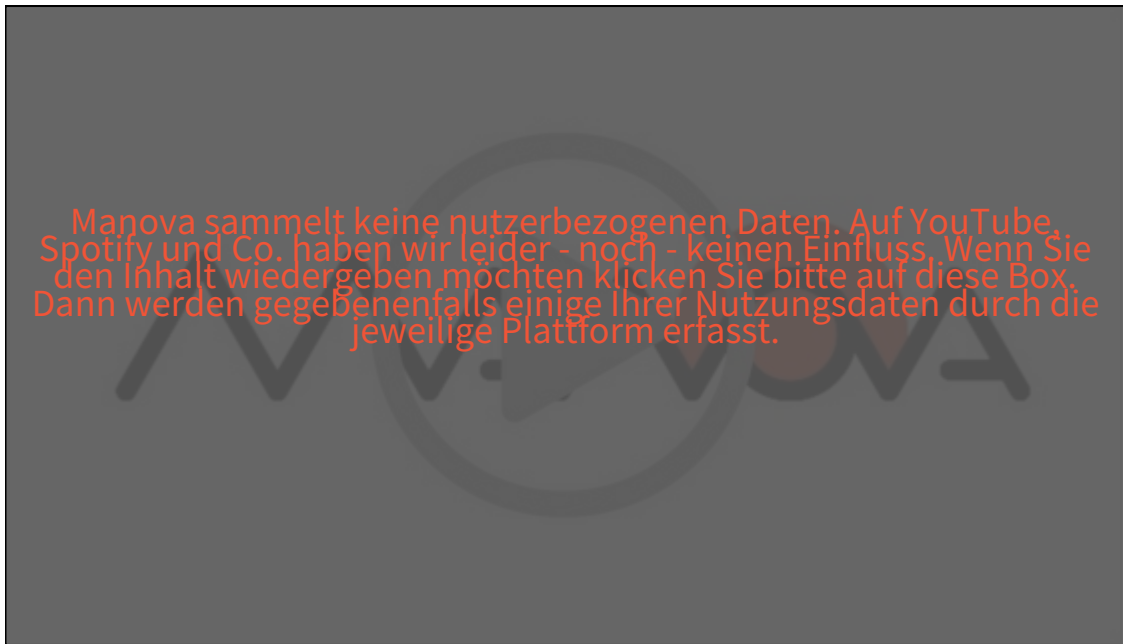 Manova sammelt keine nutzerbezogenen Daten. Auf YouTube,
Spotify und Co. haben wir leider - noch - keinen Einfluss. Wenn Sie
den Inhalt wiedergeben möchten klicken Sie bitte auf diese Box.
Dann werden gegebenenfalls einige Ihrer Nutzungsdaten durch die
jeweilige Plattform erfasst.
MANOVA